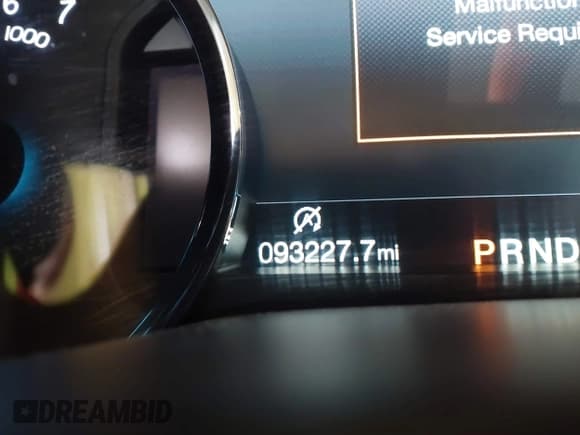 6 7
1000
Malfunction
Service Requi
093227.7mi
PRND
DREAMBID